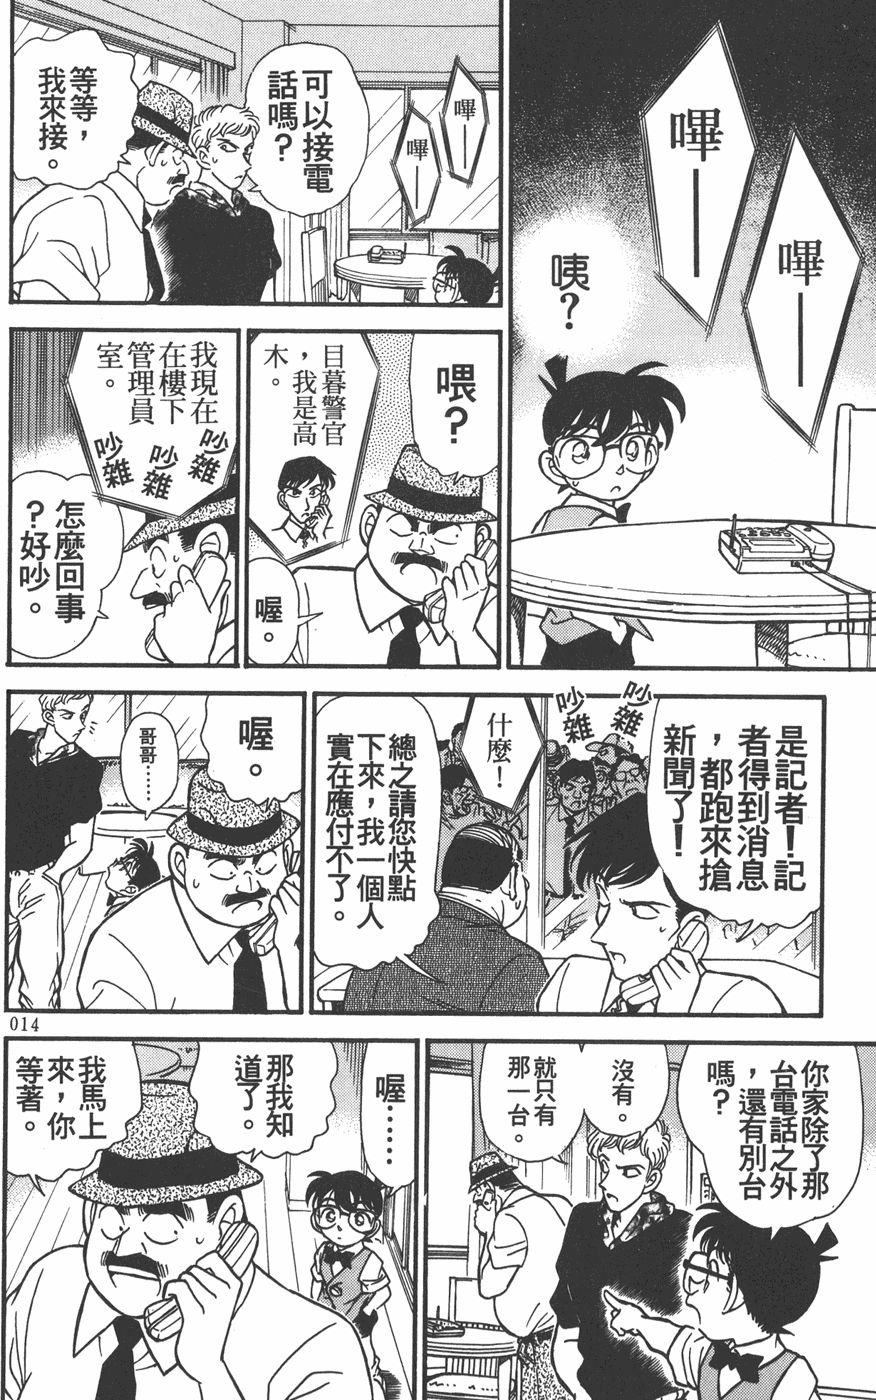 嗶——
嗶——
咦？
嗶——
嗶——
可以接電
話嗎？
等等，
我來接。
喂？
目暮警官
，我是高
木。
喔。
我現在
在樓下
管理員
室。
吵雜
吵雜
吵雜
怎麼回事
？好吵。
是記者！記
者得到消息
，都跑來搶
新聞了！
吵雜
吵雜
什麼！
總之請您快點
下來，我一個人
實在應付不了。
喔。
哥哥……
014
你家除了那
台電話之外
，還有別台
嗎？
沒有。
就只有
那一台。
喔……
那我知
道了。
我馬上
來，你
等著。